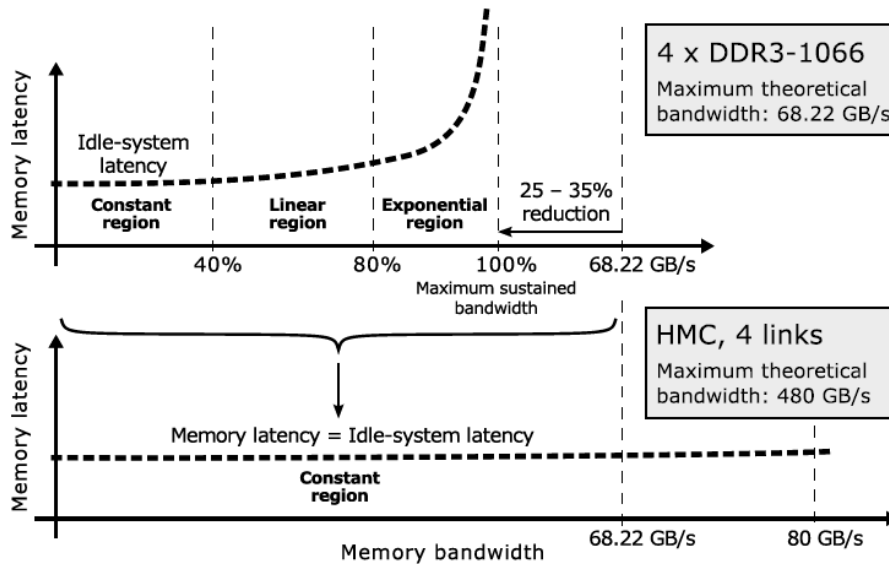 4 x DDR3-1066
Maximum theoretical
bandwidth: 68.22 GB/s
Memory latency
Idle-system
latency
Constant
region
Linear
region
Exponential
region
25 – 35%
reduction
40%
80%
100%
68.22 GB/s
Maximum sustained
bandwidth
HMC, 4 links
Maximum theoretical
bandwidth: 480 GB/s
Memory latency
Memory latency = Idle-system latency
Constant
region
68.22 GB/s
80 GB/s
Memory bandwidth